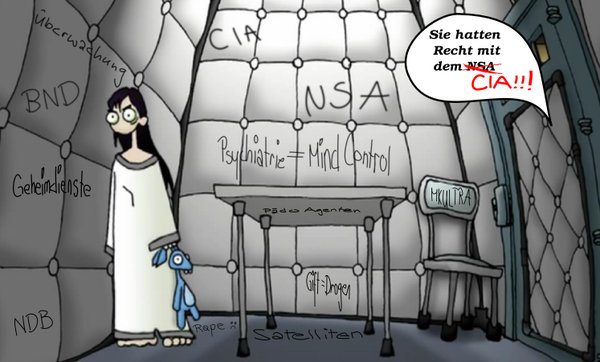 Überwachung
CIA
Sie hatten
Recht mit
dem NSA
CIA!!!
BND
NSA
Psychiatrie = Mind Control
Geheimdienste
MKULTRA
Pädo Agenten
Gift = Drogen
NDB
Rape :
Satelliten